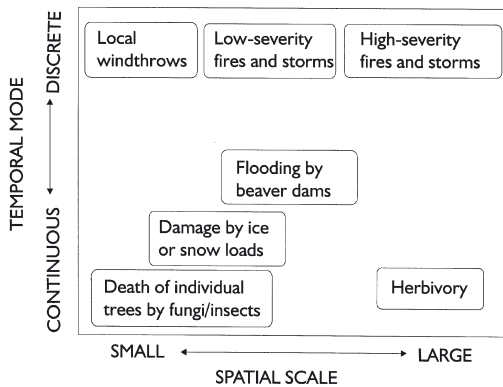 TEMPORAL MODE
DISCRETE
CONTINUOUS
Local
windthrows
Low-severity
fires and storms
High-severity
fires and storms
Flooding by
beaver dams
Damage by ice
or snow loads
Death of individual
trees by fungi/insects
Herbivory
SMALL
LARGE
SPATIAL SCALE